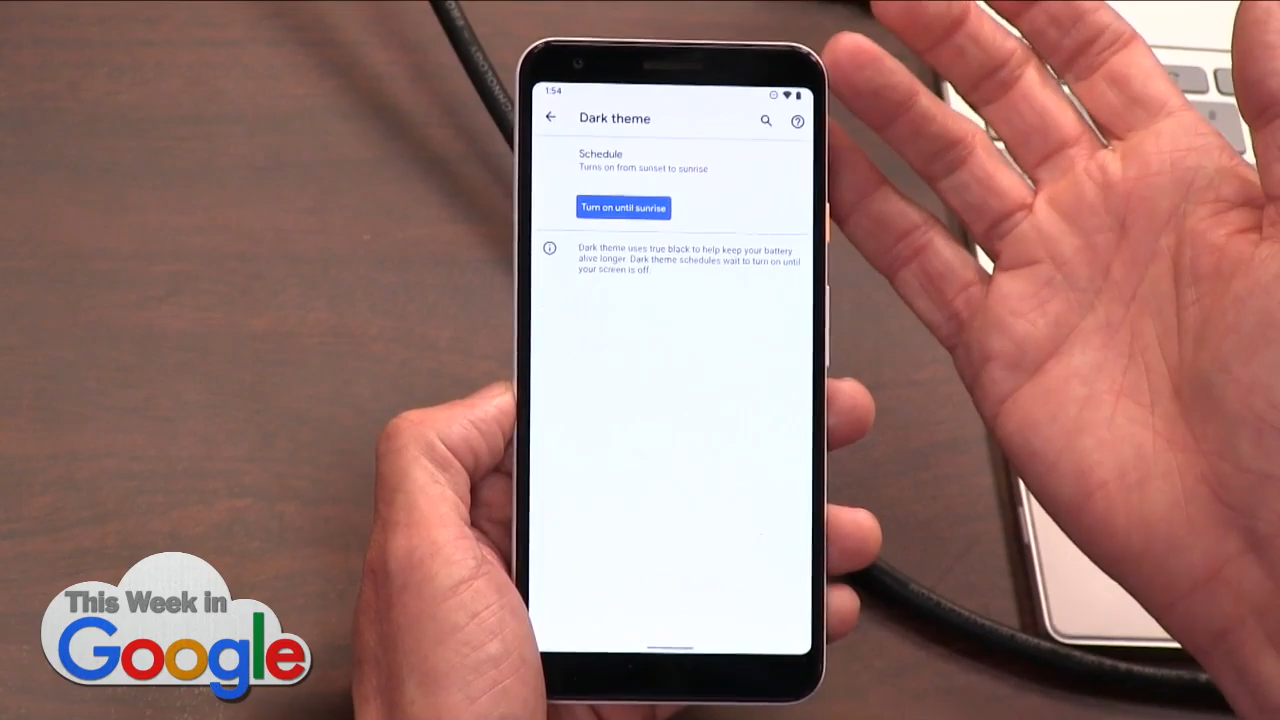 CHNOLOGY
1:54
Dark theme
Schedule
Turns on from sunset to sunrise
Turn on until sunrise
Dark theme uses true black to help keep your battery
alive longer. Dark theme schedules wait to turn on until
your screen is off.
This Week in
Google